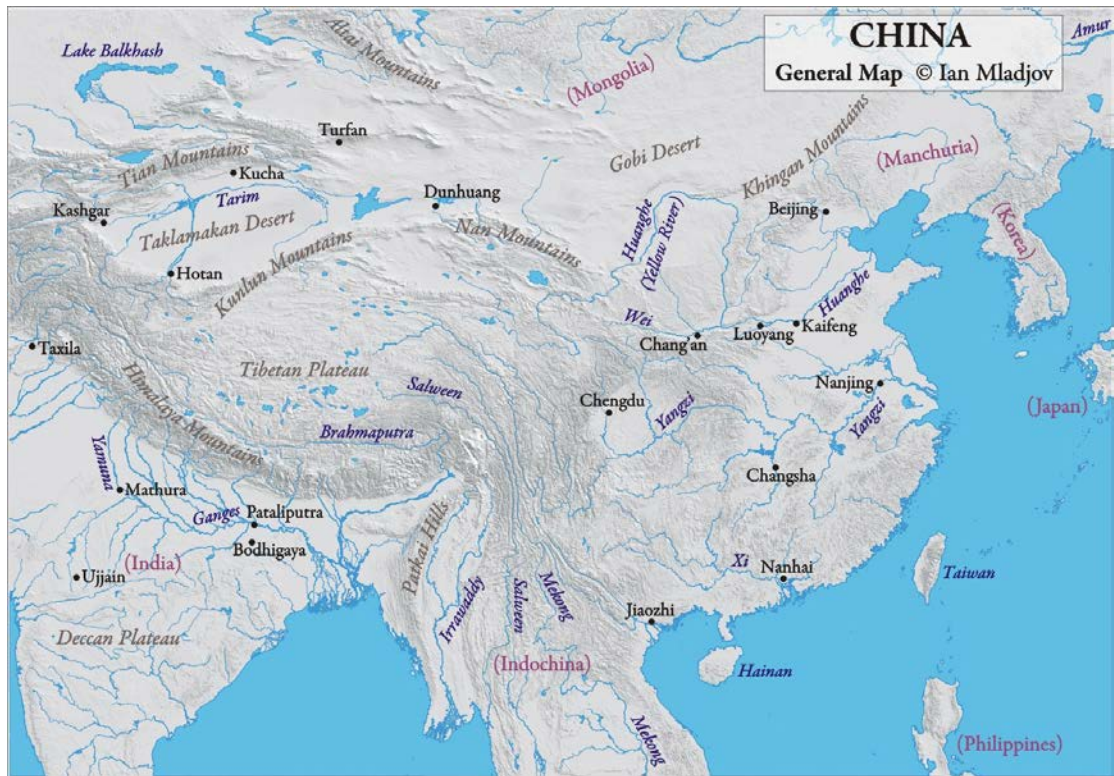 CHINA
General Map © Ian Mladjov
Amur
Altai Mountains
Lake Balkhash
(Mongolia)
Turfan
Tian Mountains
Gobi Desert
Khingan Mountains
(Manchuria)
Kucha
Tarim
Dunhuang
Kashgar
Taklamakan Desert
Beijing
Nan Mountains
Huanghe
(Yellow River)
(Korea)
Hotan
Kunlun Mountains
Huanghe
Wei
Chang'an
Luoyang
Kaifeng
Taxila
Himalaya Mountains
Tibetan Plateau
Salween
Nanjing
Chengdu
Yangzi
Yangzi
(Japan)
Brahmaputra
Yamuna
Mathura
Changsha
Ganges
Pataliputra
Bodhigaya
Patkai Hills
(India)
Ujjain
Xi
Nanhai
Taiwan
Irrawaddy
Salween
Mekong
Jiaozhi
Deccan Plateau
(Indochina)
Hainan
Mekong
(Philippines)